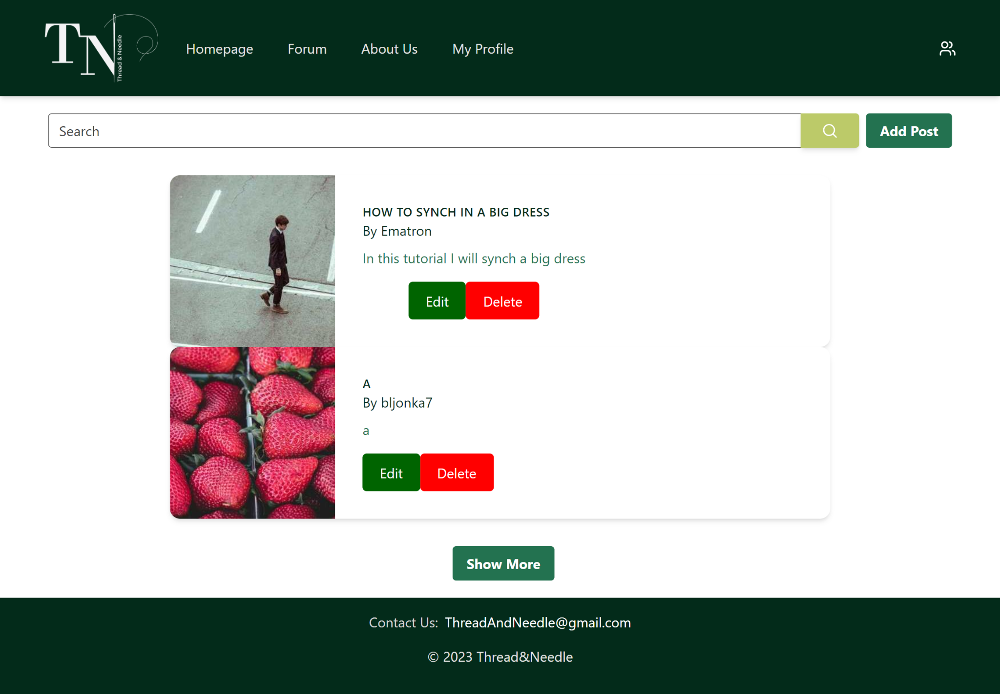 TN
Thread & Needle
Homepage
Forum
About Us
My Profile
Search
Add Post
HOW TO SYNCH IN A BIG DRESS
By Ematron
In this tutorial I will synch a big dress
Edit
Delete
A
By bljonka7
a
Edit
Delete
Show More
Contact Us: ThreadAndNeedle@gmail.com
© 2023 Thread&Needle